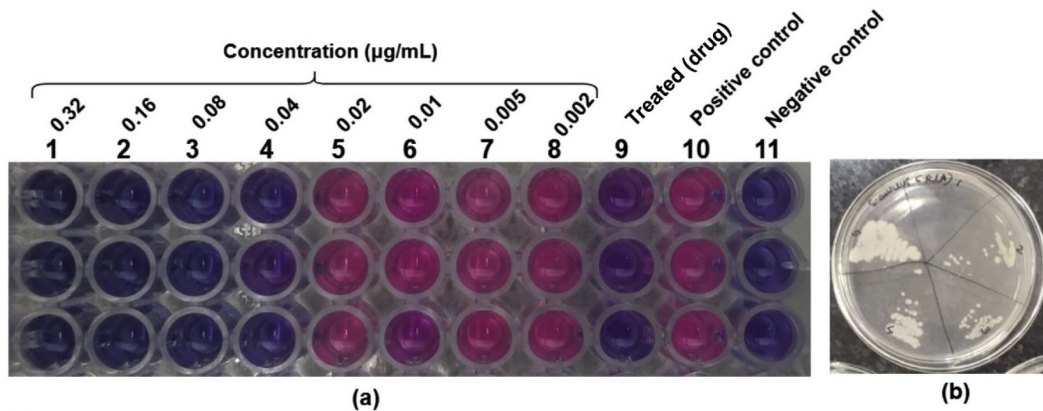 Concentration (µg/mL)
0.32 0.16 0.08 0.04 0.02 0.01 0.005 0.002 Treated (drug) Positive control Negative control
1 2 3 4 5 6 7 8 9 10 11
(a)
(b)